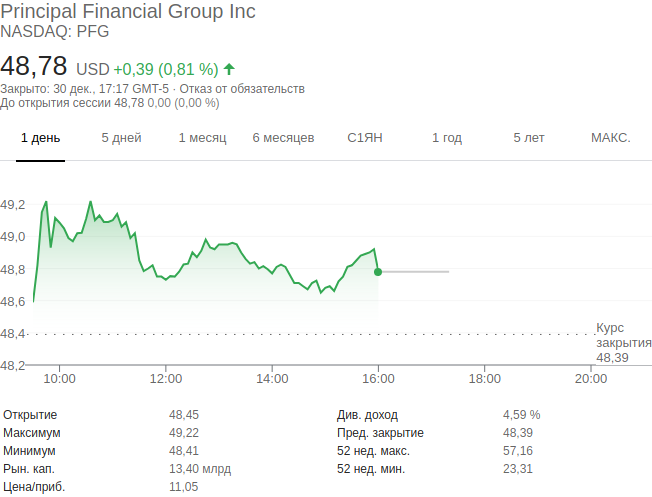 Principal Financial Group Inc
NASDAQ: PFG
48,78 USD +0,39 (0,81 %)
Закрыто: 30 дек., 17:17 GMT-5 · Отказ от обязательств
До открытия сессии 48,78 0,00 (0,00 %)
1 день 5 дней 1 месяц 6 месяцев С1ЯН 1 год 5 лет МАКС.
49,2
49,0
48,8
48,6
48,4
48,2
Курс
закрытия
48,39
10:00 12:00 14:00 16:00 18:00 20:00
Открытие 48,45 Див. доход 4,59 %
Максимум 49,22 Пред. закрытие 48,39
Минимум 48,41 52 нед. макс. 57,16
Рын. кап. 13,40 млрд 52 нед. мин. 23,31
Цена/приб. 11,05